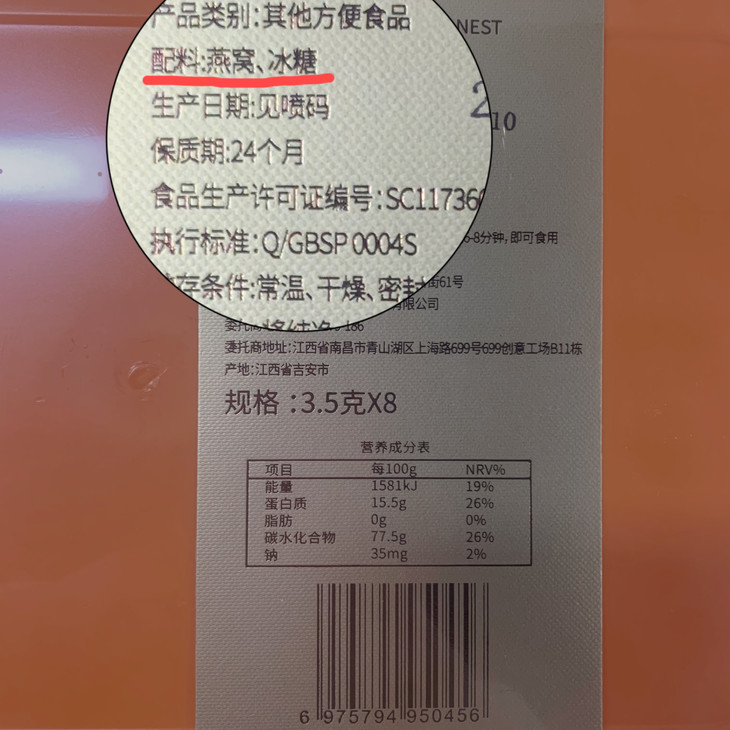 产品类别:其他方便食品
NEST
配料:燕窝、冰糖
生产日期:见喷码
10
保质期:24个月
食品生产许可证编号:SC11736
执行标准:Q/GBSP 0004S
6-8分钟,即可食用
存条件:常温、干燥、密封
街61号
有限公司
186
委托商地址:江西省南昌市青山湖区上海路699号699创意工场B11栋
产地:江西省吉安市
规格:3.5克X8
营养成分表
项目 每100g NRV%
能量 1581kJ 19%
蛋白质 15.5g 26%
脂肪 0g 0%
碳水化合物 77.5g 26%
钠 35mg 2%
6 975794 950456